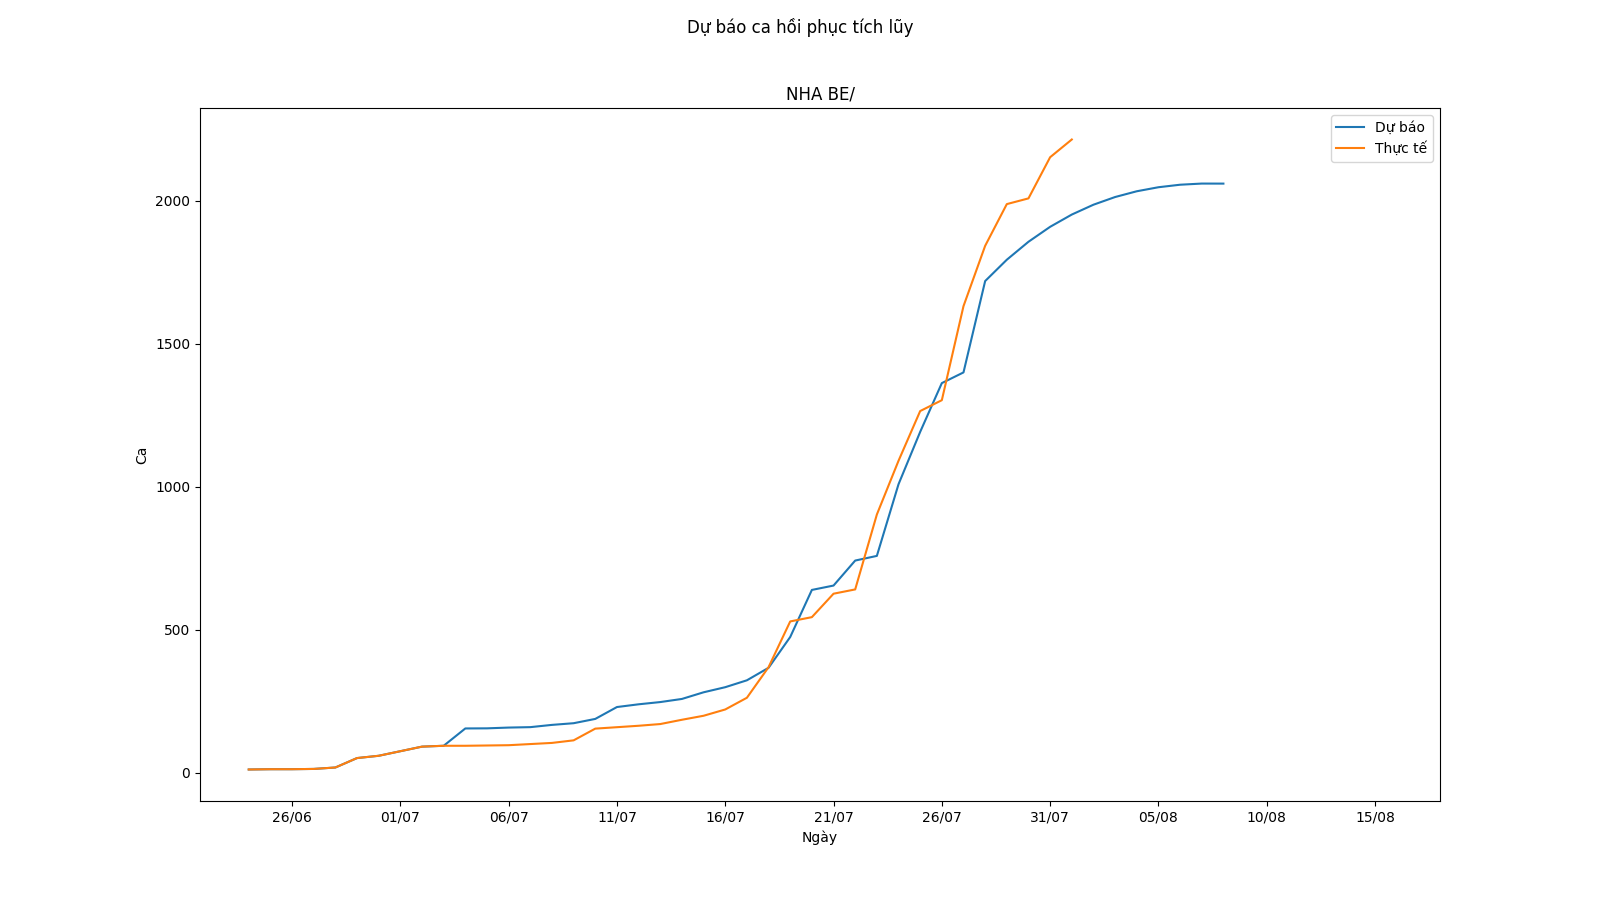 Dự báo ca hồi phục tích lũy
NHA BE/
Dự báo
Thực tế
Ca
2000
1500
1000
500
0
26/06 01/07 06/07 11/07 16/07 21/07 26/07 31/07 05/08 10/08 15/08
Ngày